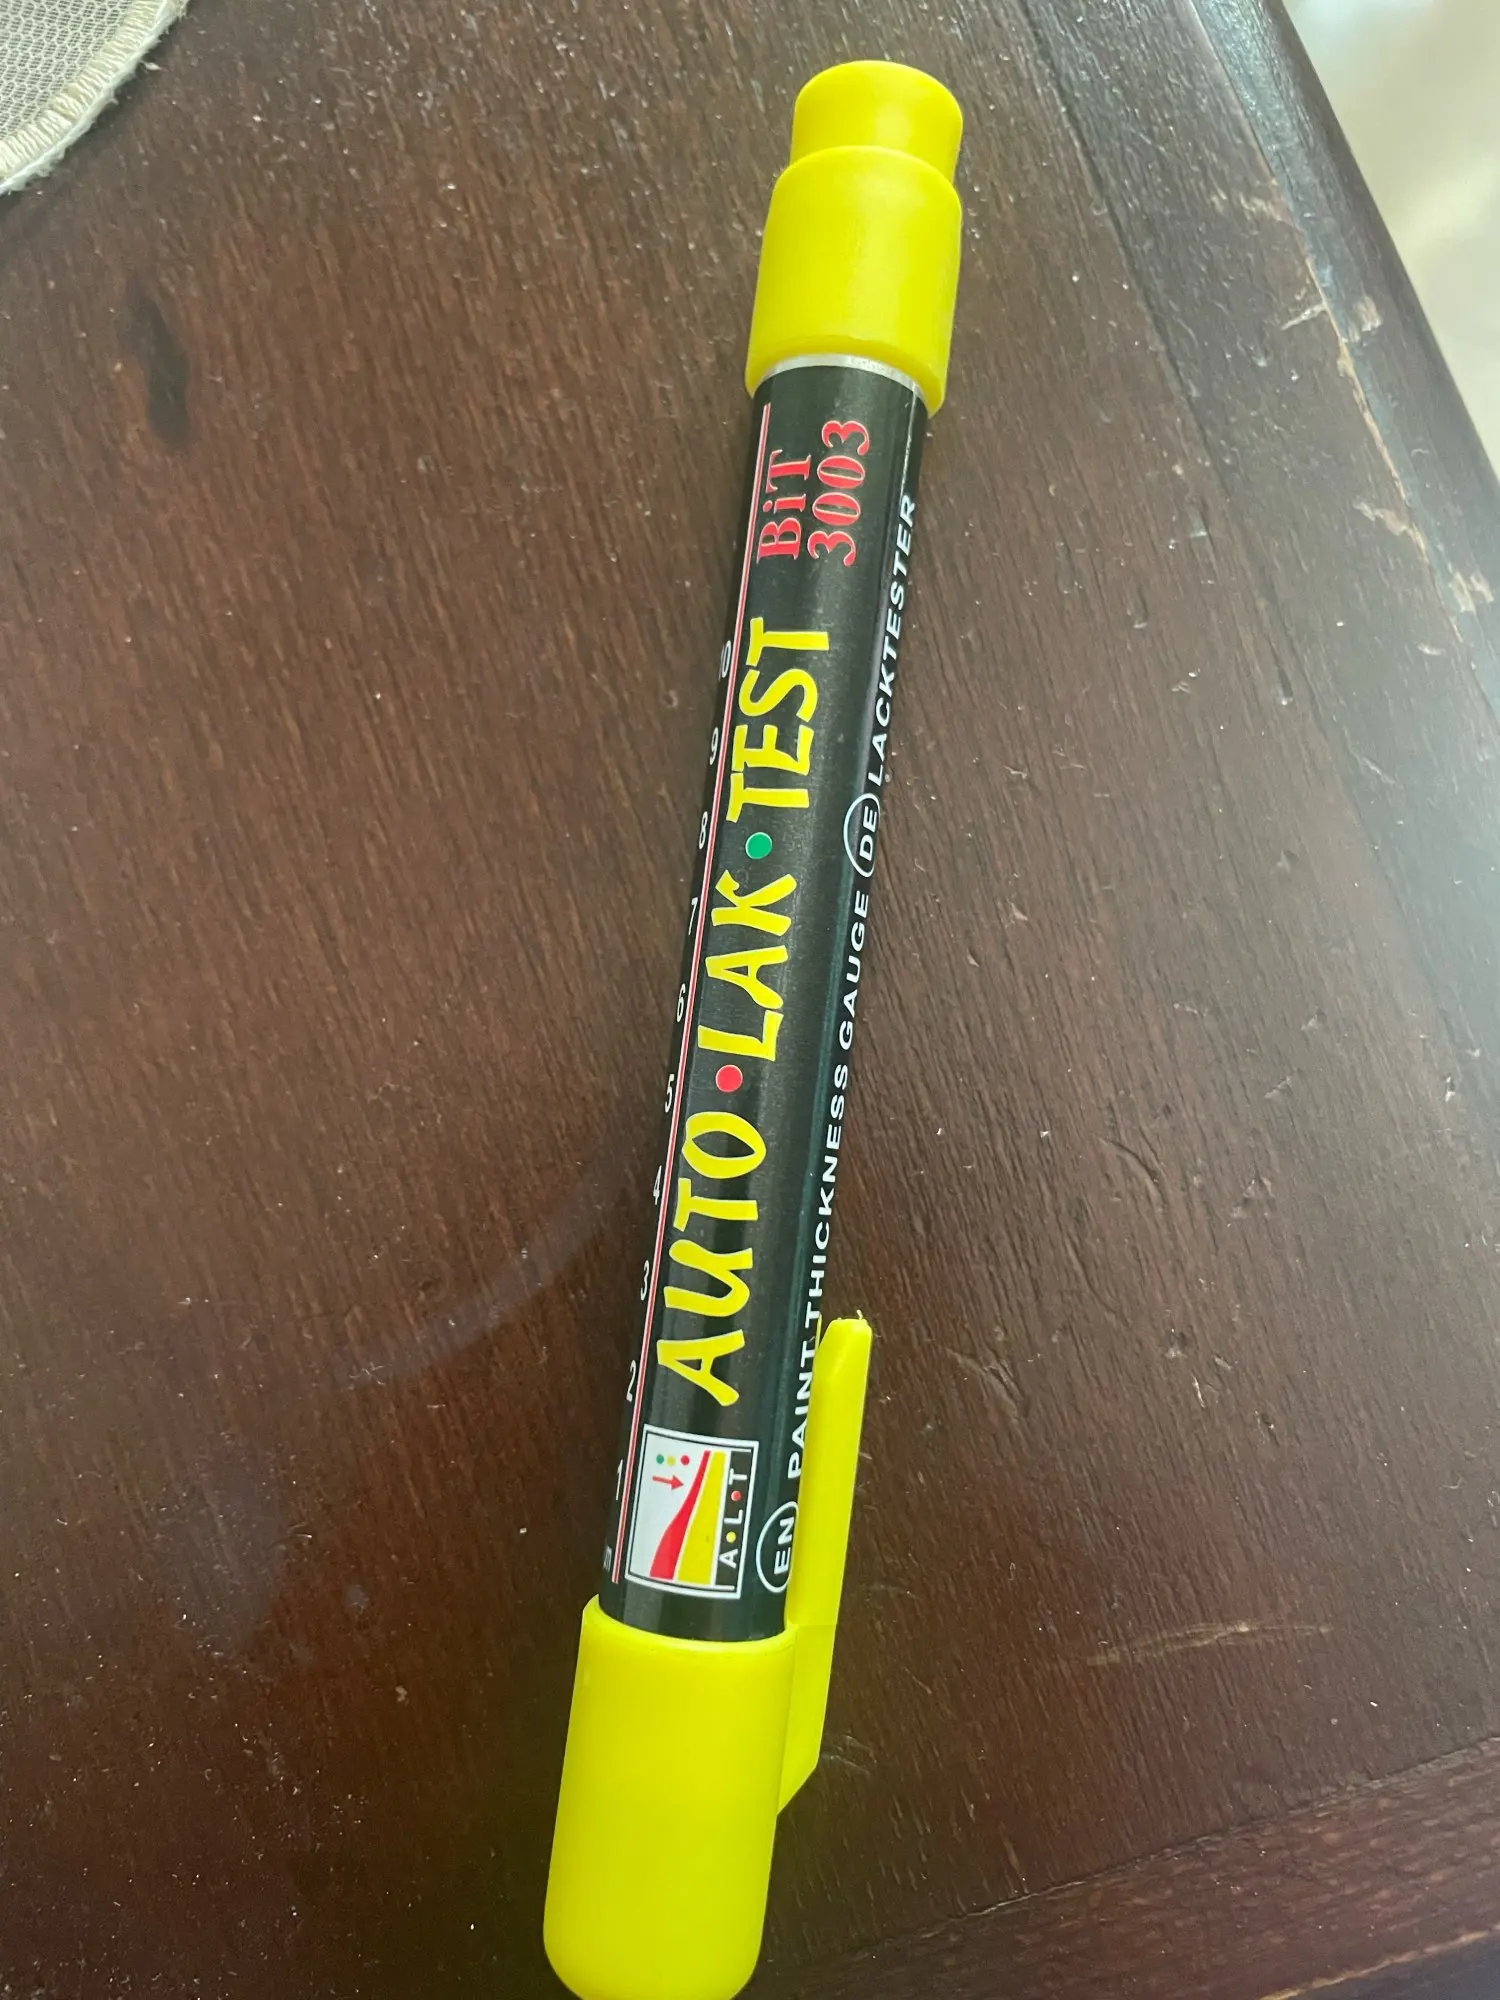 BiT
3003
AUTO•LAK•TEST
A•L•T
EN PAINT THICKNESS GAUGE DE LACKTESTER
1 2 3 4 5 6 7 8 9